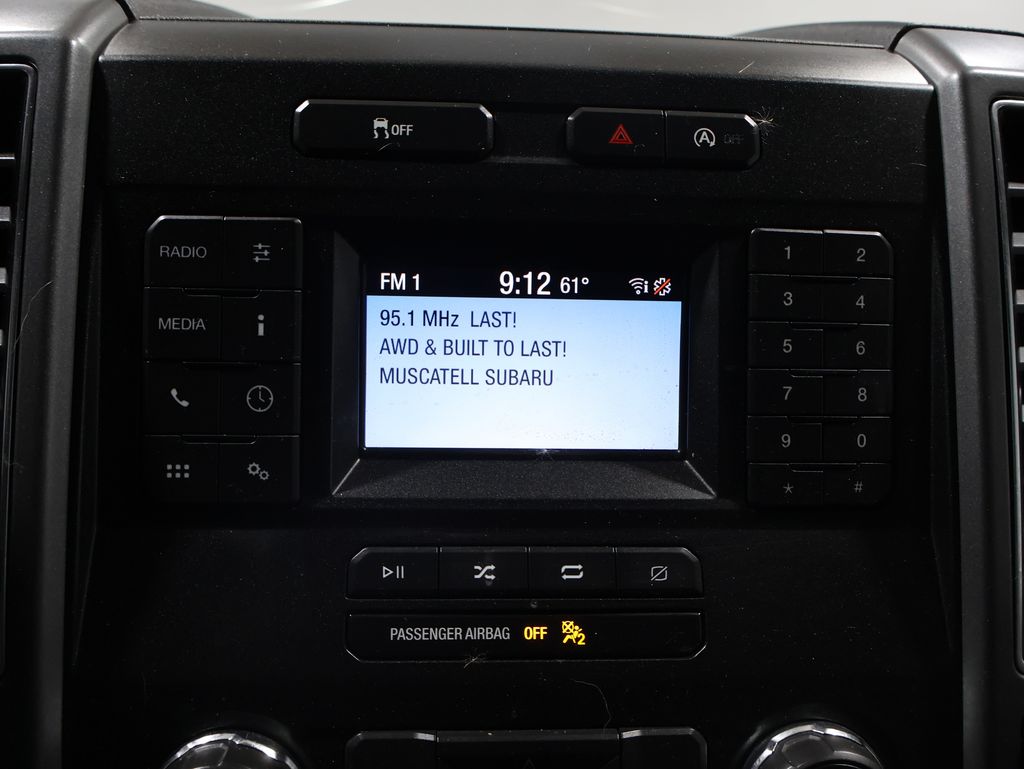 OFF
A OFF
RADIO
MEDIA
i
FM 1 9:12 61°
95.1 MHz LAST!
AWD & BUILT TO LAST!
MUSCATELL SUBARU
1 2
3 4
5 6
7 8
9 0
* #
PASSENGER AIRBAG OFF 2